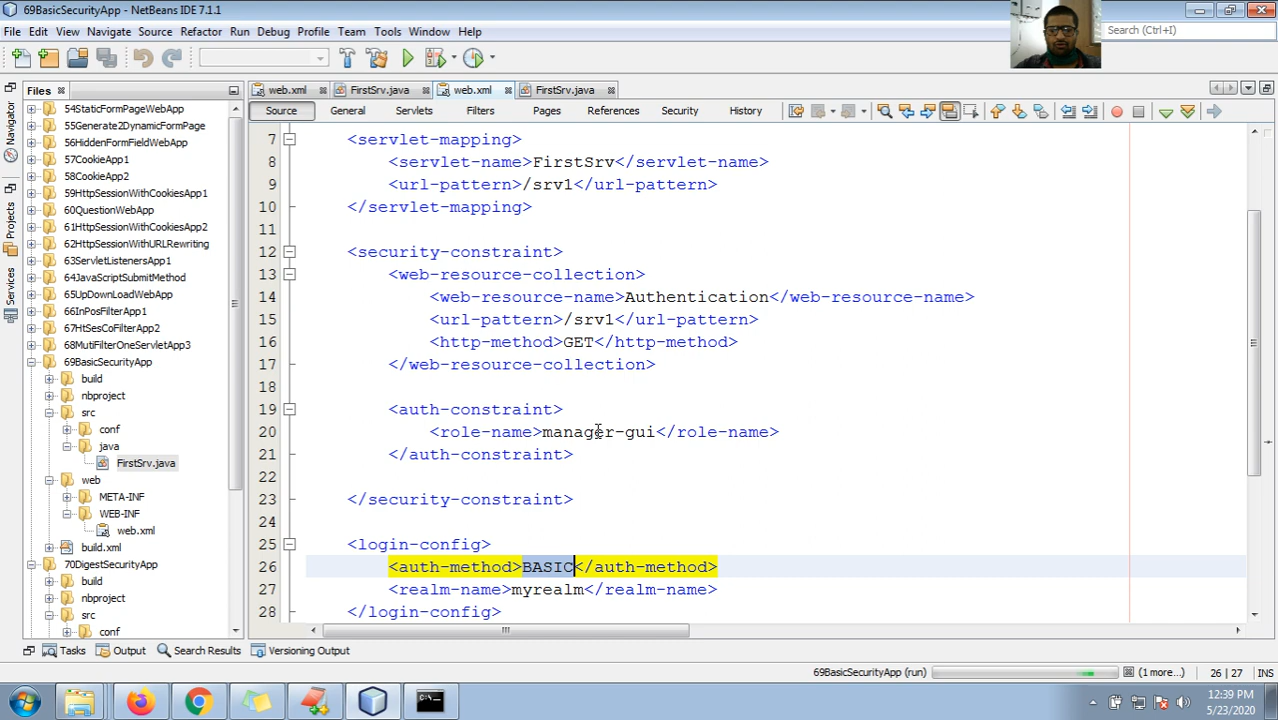 69BasicSecurityApp - NetBeans IDE 7.1.1
File Edit View Navigate Source Refactor Run Debug Profile Team Tools Window Help
Search (Ctrl+I)
Files
web.xml FirstSrv.java web.xml FirstSrv.java
Source General Servlets Filters Pages References Security History
Navigator
Projects
Services
54StaticFormPageWebApp
55Generate2DynamicFormPage
56HiddenFormFieldWebApp
57CookieApp1
58CookieApp2
59HttpSessionWithCookiesApp1
60QuestionWebApp
61HttpSessionWithCookiesApp2
62HttpSessionWithURLRewriting
63ServletListenersApp1
64JavaScriptSubmitMethod
65UpDownLoadWebApp
66InPosFilterApp1
67HtSesCoFilterApp2
68MutiFilterOneServletApp3
69BasicSecurityApp
build
nbproject
src
conf
java
FirstSrv.java
web
META-INF
WEB-INF
web.xml
build.xml
70DigestSecurityApp
build
nbproject
src
conf
7 <servlet-mapping>
8 <servlet-name>FirstSrv</servlet-name>
9 <url-pattern>/srv1</url-pattern>
10 </servlet-mapping>
11
12 <security-constraint>
13 <web-resource-collection>
14 <web-resource-name>Authentication</web-resource-name>
15 <url-pattern>/srv1</url-pattern>
16 <http-method>GET</http-method>
17 </web-resource-collection>
18
19 <auth-constraint>
20 <role-name>manager-gui</role-name>
21 </auth-constraint>
22
23 </security-constraint>
24
25 <login-config>
26 <auth-method>BASIC</auth-method>
27 <realm-name>myrealm</realm-name>
28 </login-config>
Tasks Output Search Results Versioning Output
69BasicSecurityApp (run) (1 more...) 26 | 27 INS
12:39 PM
5/23/2020